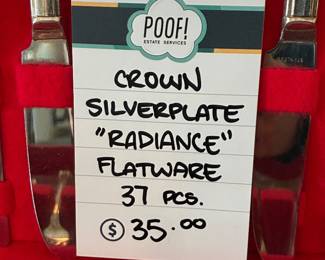 POOF!
ESTATE SERVICES
CROWN
SILVERPLATE
"RADIANCE"
FLATWARE
37 PCS.
$ 35.00